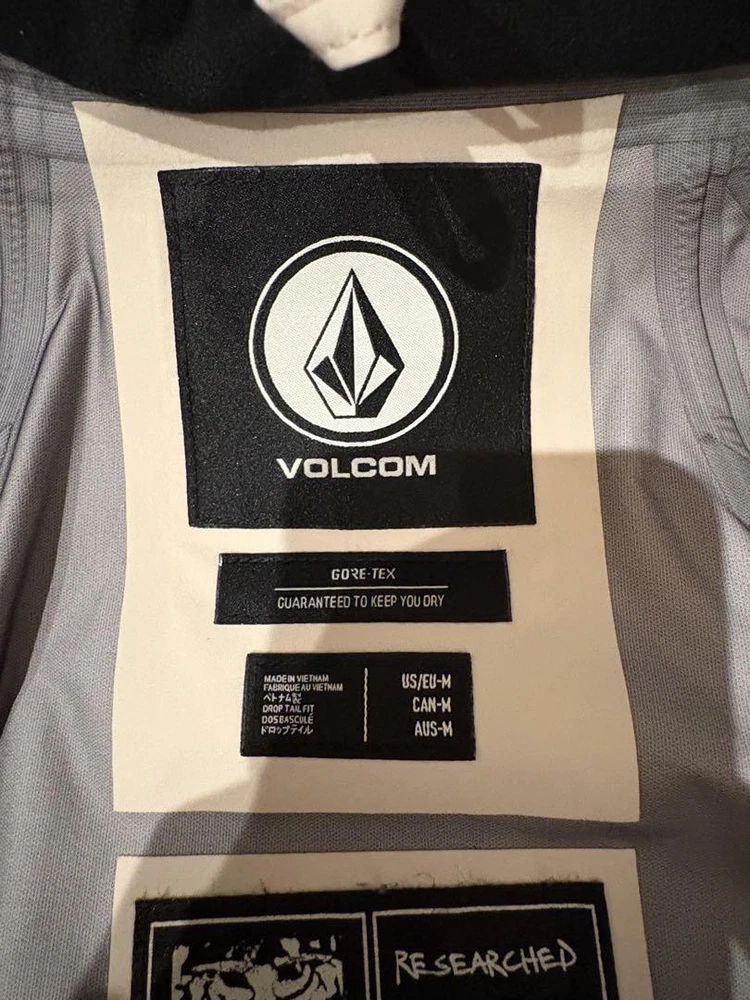 VOLCOM
GORE-TEX
GUARANTEED TO KEEP YOU DRY
MADE IN VIETNAM
FABRIQUE AU VIETNAM
ベトナム製
DROP TAIL FIT
DOS BASCULÉ
ドロップテイル
US/EU-M
CAN-M
AUS-M
RESEARCHED